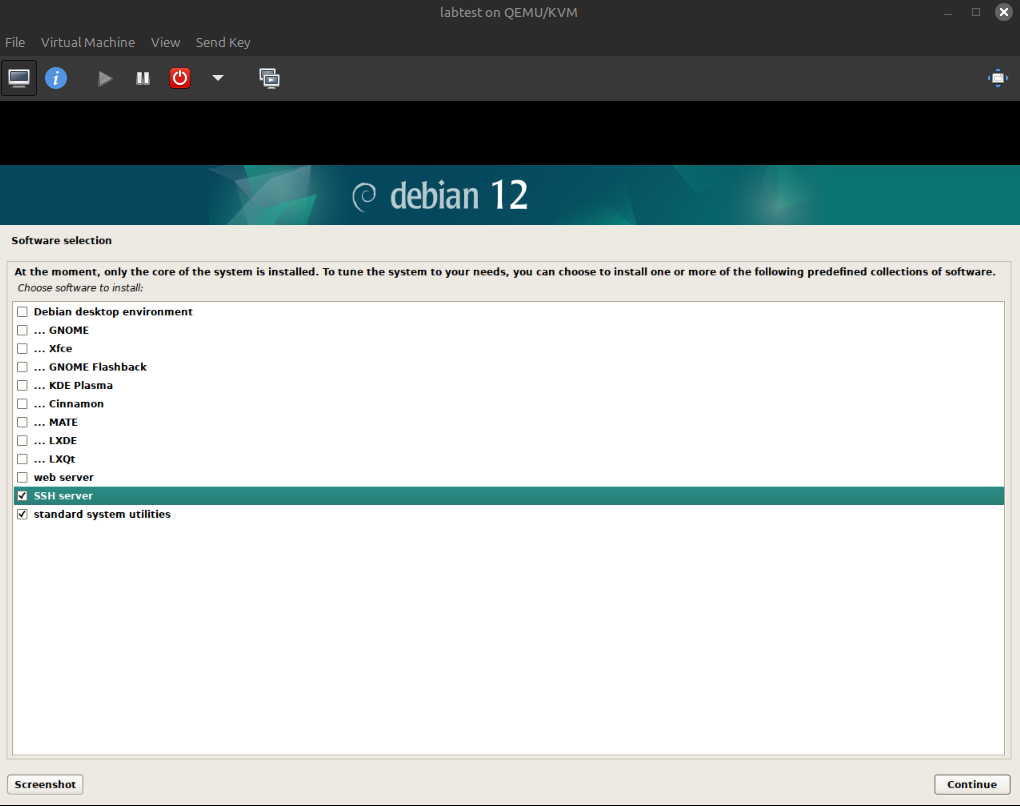 labtest on QEMU/KVM
File Virtual Machine View Send Key
debian 12
Software selection
At the moment, only the core of the system is installed. To tune the system to your needs, you can choose to install one or more of the following predefined collections of software.
Choose software to install:
Debian desktop environment
... GNOME
... Xfce
... GNOME Flashback
... KDE Plasma
... Cinnamon
... MATE
... LXDE
... LXQt
web server
SSH server
standard system utilities
Screenshot Continue